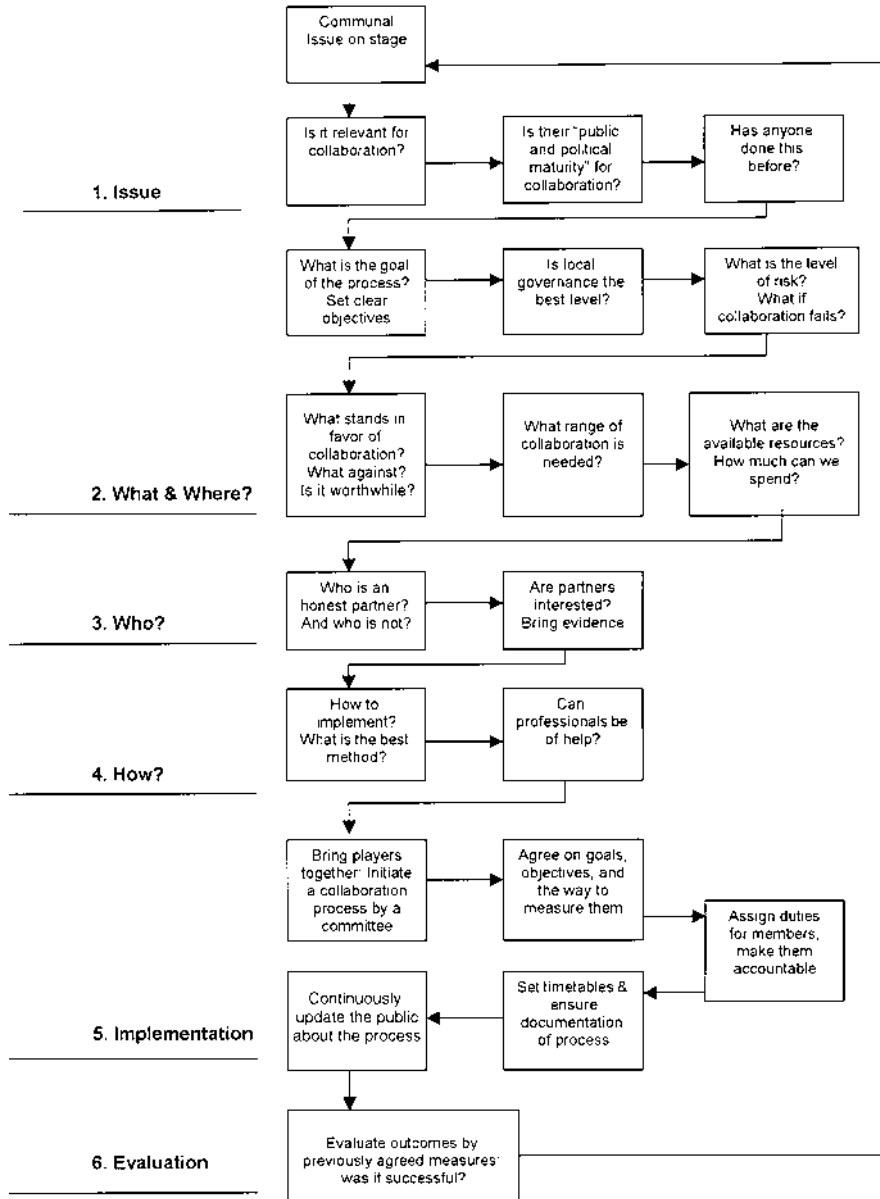 Communal
Issue on stage
Is it relevant for
collaboration?
Is their "public
and political
maturity" for
collaboration?
Has anyone
done this
before?
1. Issue
What is the goal
of the process?
Set clear
objectives
Is local
governance the
best level?
What is the level
of risk?
What if
collaboration fails?
What stands in
favor of
collaboration?
What against?
Is it worthwhile?
What range of
collaboration is
needed?
What are the
available resources?
How much can we
spend?
2. What & Where?
Who is an
honest partner?
And who is not?
Are partners
interested?
Bring evidence
3. Who?
How to
implement?
What is the best
method?
Can
professionals be
of help?
4. How?
Bring players
together: Initiate
a collaboration
process by a
committee
Agree on goals,
objectives, and
the way to
measure them
Assign duties
for members,
make them
accountable
Set timetables &
ensure
documentation
of process
Continuously
update the public
about the process
5. Implementation
Evaluate outcomes by
previously agreed measures:
was it successful?
6. Evaluation